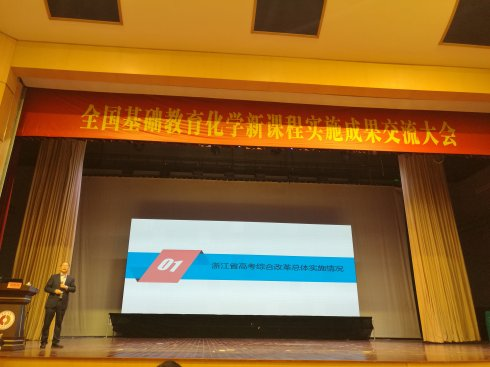 全国基础教育化学新课程实施成果交流大会
01
浙江省高考综合改革总体实施情况